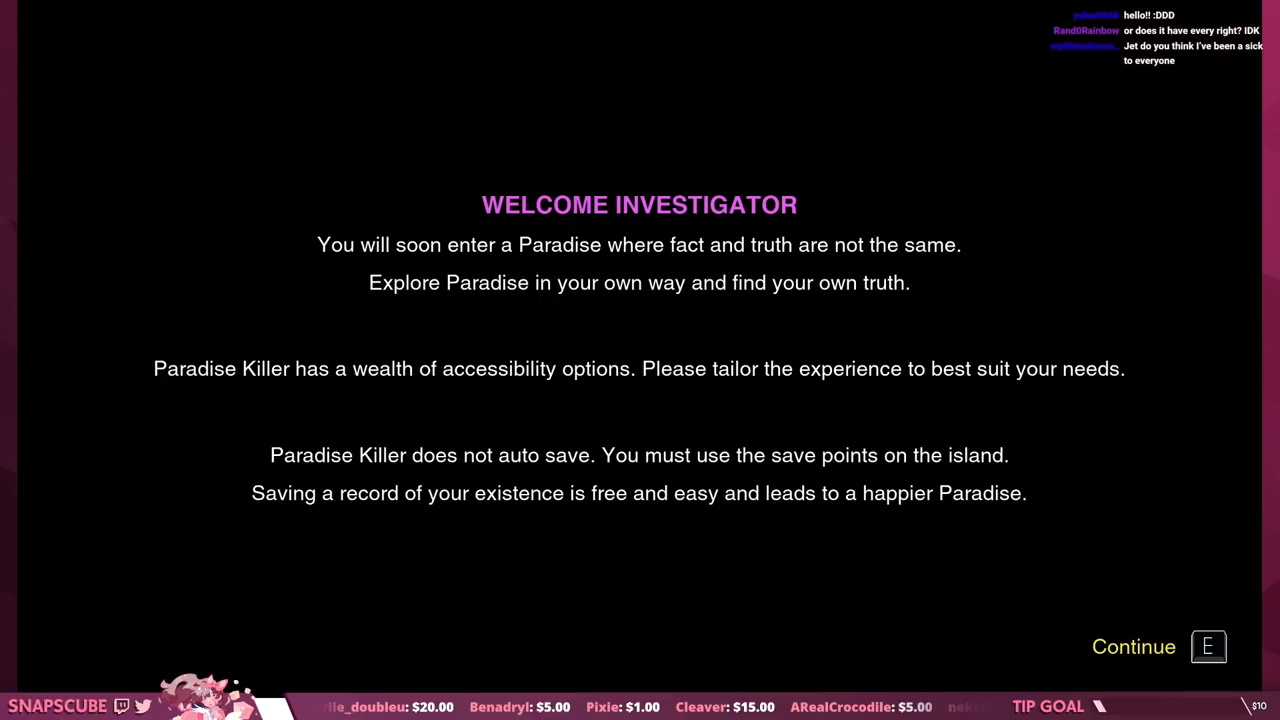 hello!! :DDD
Rand0Rainbow or does it have every right? IDK
Jet do you think I've been a sick
to everyone
WELCOME INVESTIGATOR
You will soon enter a Paradise where fact and truth are not the same.
Explore Paradise in your own way and find your own truth.
Paradise Killer has a wealth of accessibility options. Please tailor the experience to best suit your needs.
Paradise Killer does not auto save. You must use the save points on the island.
Saving a record of your existence is free and easy and leads to a happier Paradise.
Continue E
SNAPSCUBE lie_doubleu: $20.00 Benadryl: $5.00 Pixie: $1.00 Cleaver: $15.00 ARealCrocodile: $5.00 TIP GOAL $10